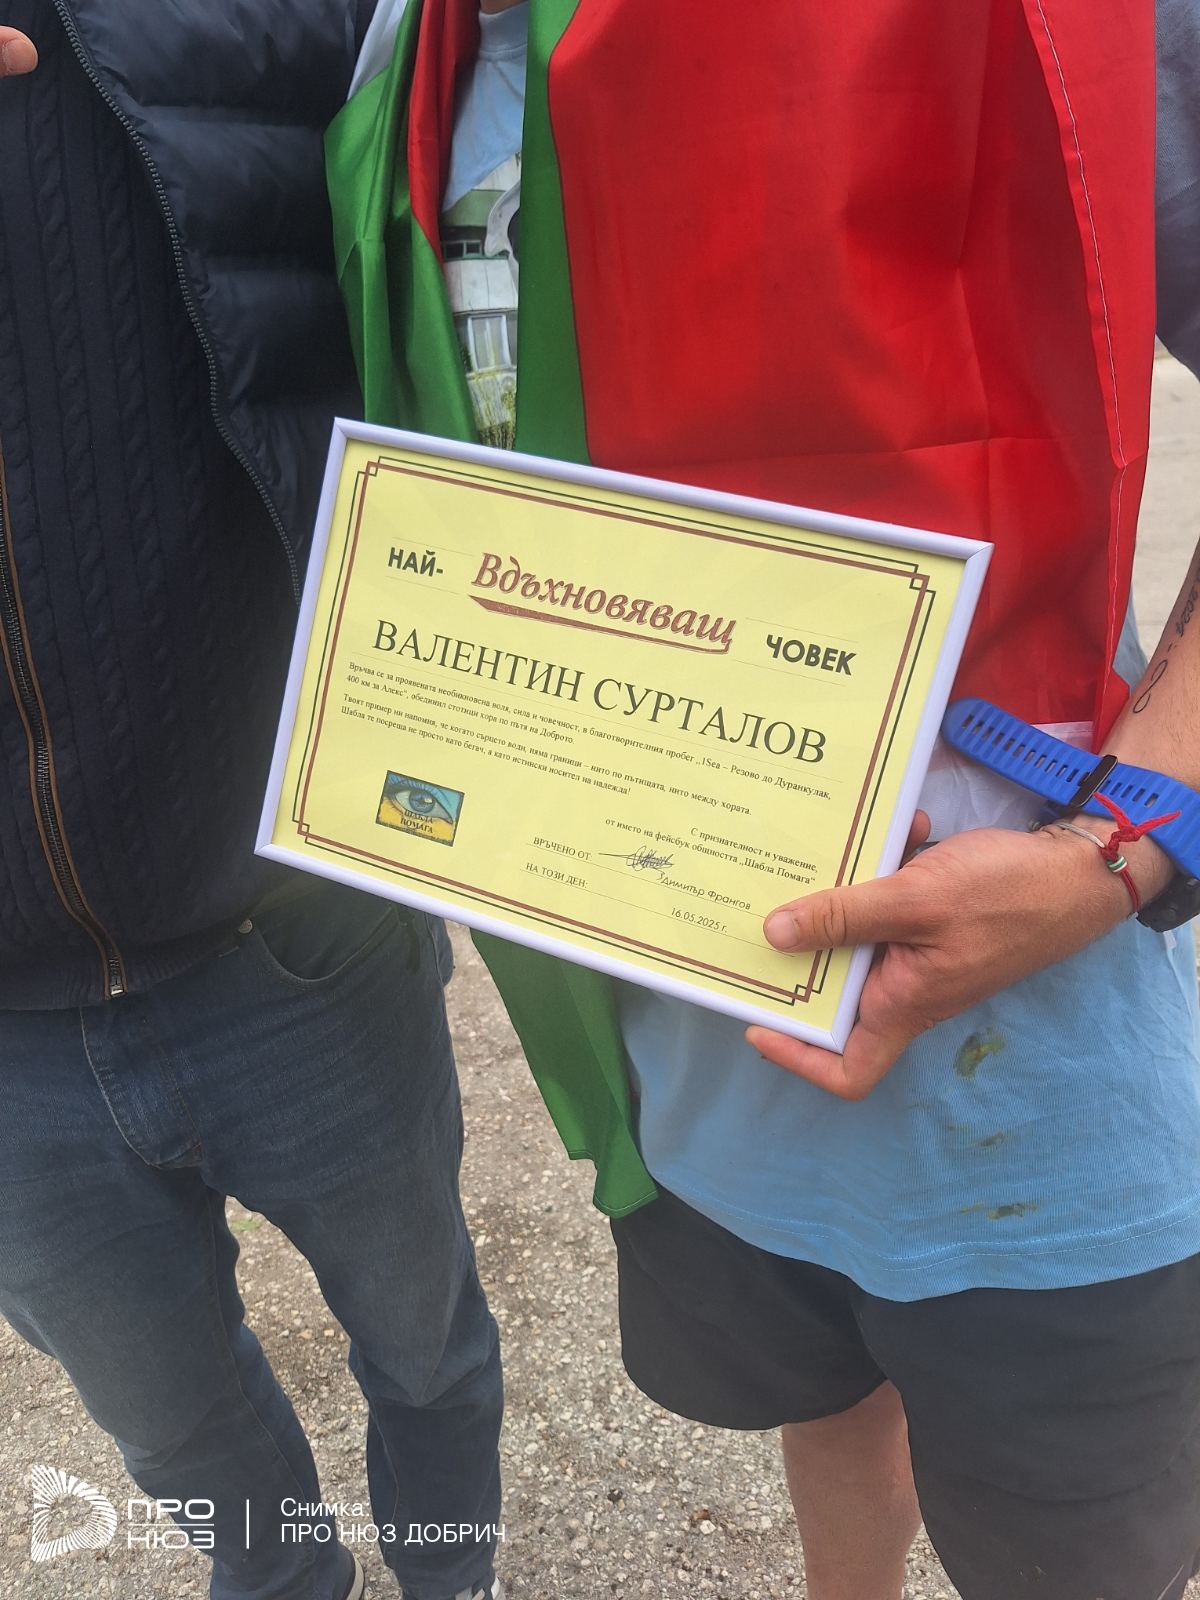 НАЙ- Вдъхновяващ ЧОВЕК
ВАЛЕНТИН СУРТАЛОВ
Връчва се за проявената необикновена воля, сила и човечност, в благотворителния пробег „1Sea – Резово до Дуранкулак,
400 км за Алекс“, обединил стотици хора по пътя на Доброто.
Твоят пример ни напомня, че когато сърцето води, няма граници – нито по пътищата, нито между хората.
Шабла те посреща не просто като бегач, а като истински носител на надежда!
С признателност и уважение,
от името на фейсбук общността „Шабла Помага“
ШАБЛА
ПОМАГА
ВРЪЧЕНО ОТ:
Димитър Франгов
НА ТОЗИ ДЕН:
16.05.2025 г.
ПРО
НЮЗ
Снимка:
ПРО НЮЗ ДОБРИЧ